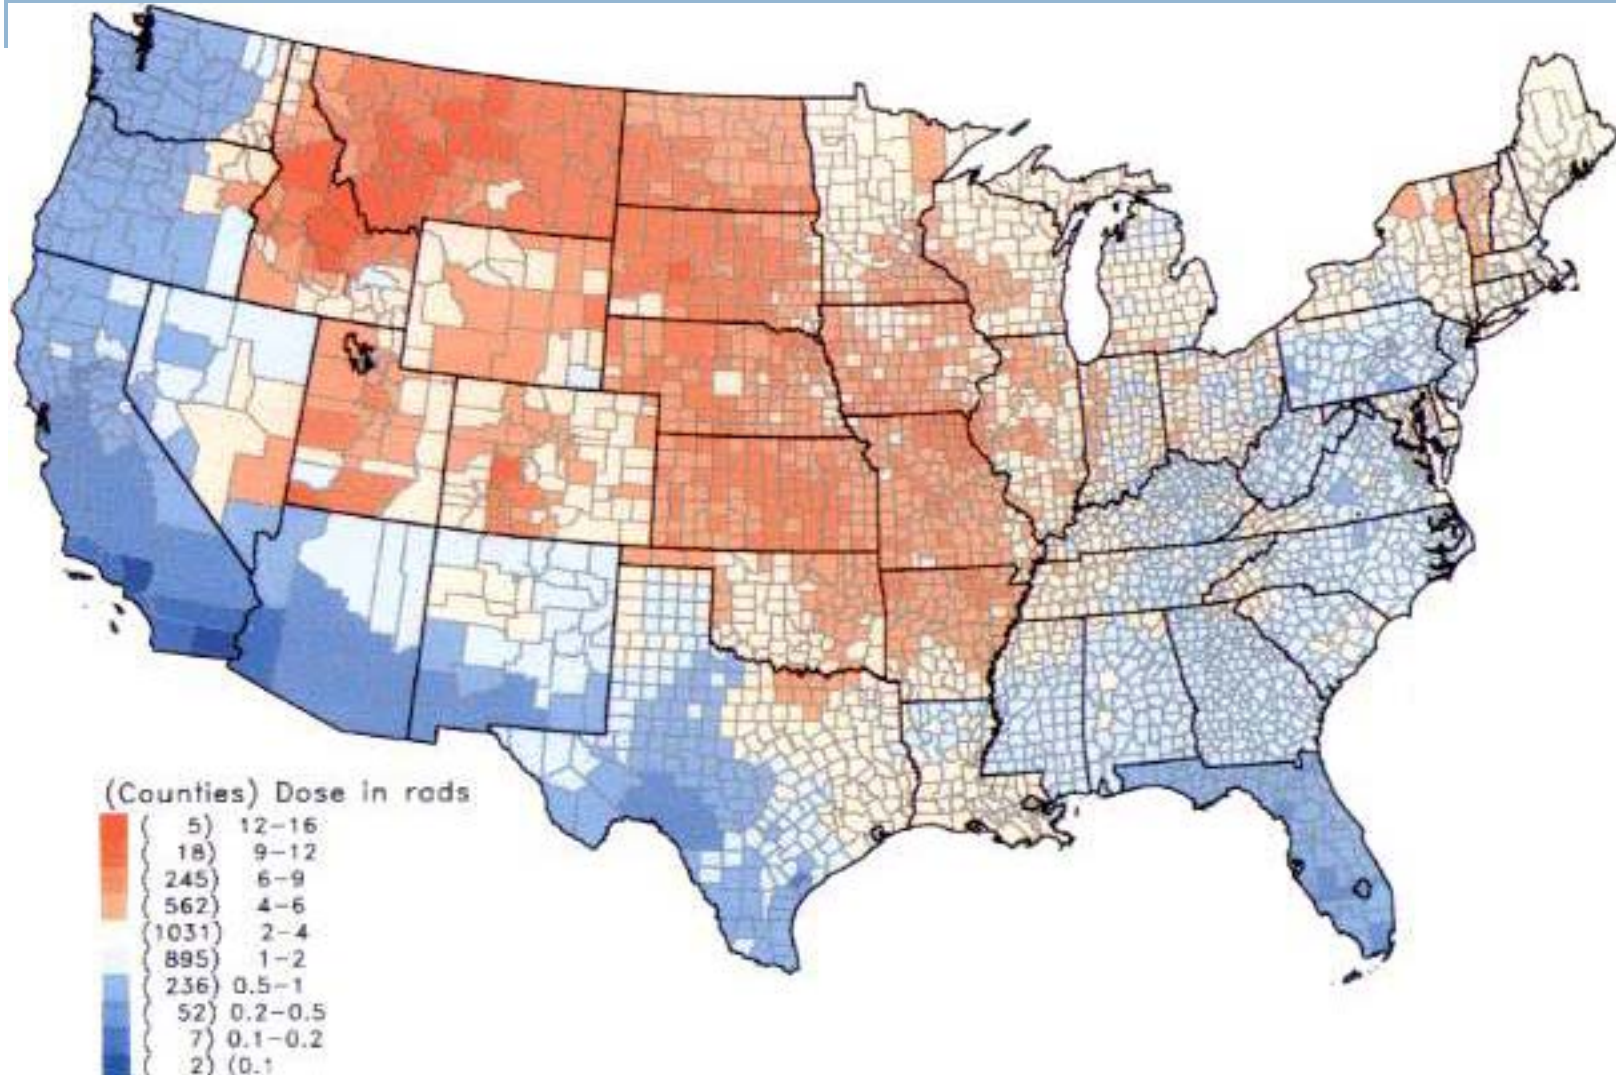 (Counties) Dose in rads
( 5) 12-16
( 18) 9-12
( 245) 6-9
( 562) 4-6
(1031) 2-4
( 895) 1-2
( 236) 0.5-1
( 52) 0.2-0.5
( 7) 0.1-0.2
( 2) (0.1